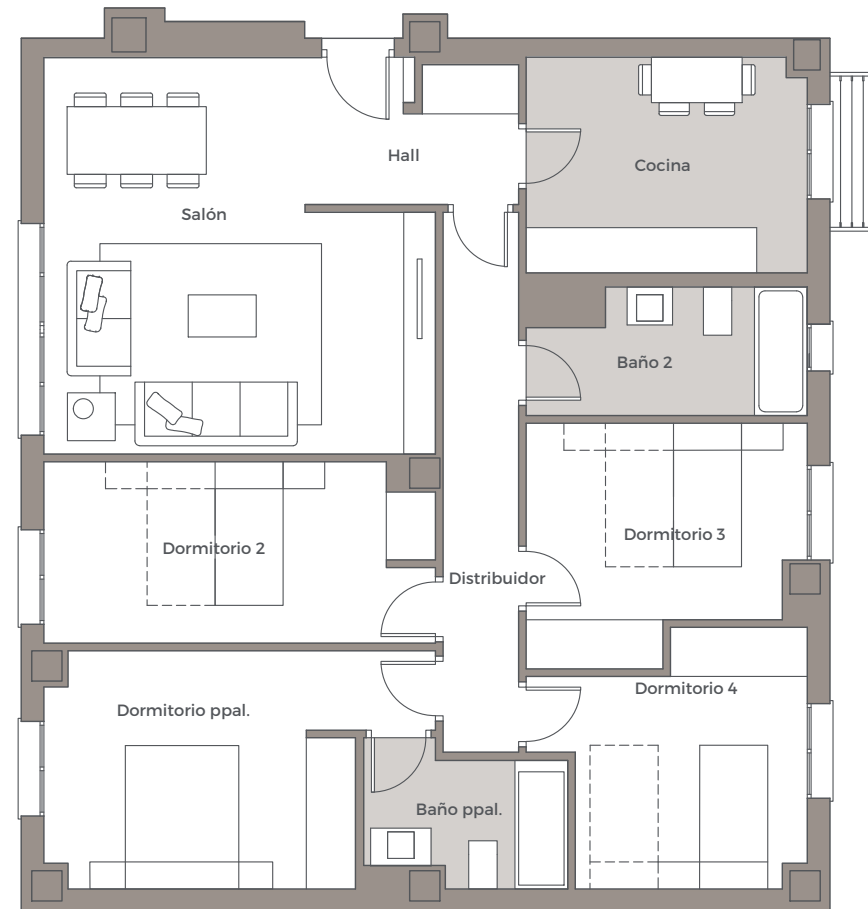 Hall
Cocina
Salón
Baño 2
Dormitorio 2
Dormitorio 3
Distribuidor
Dormitorio ppal.
Dormitorio 4
Baño ppal.